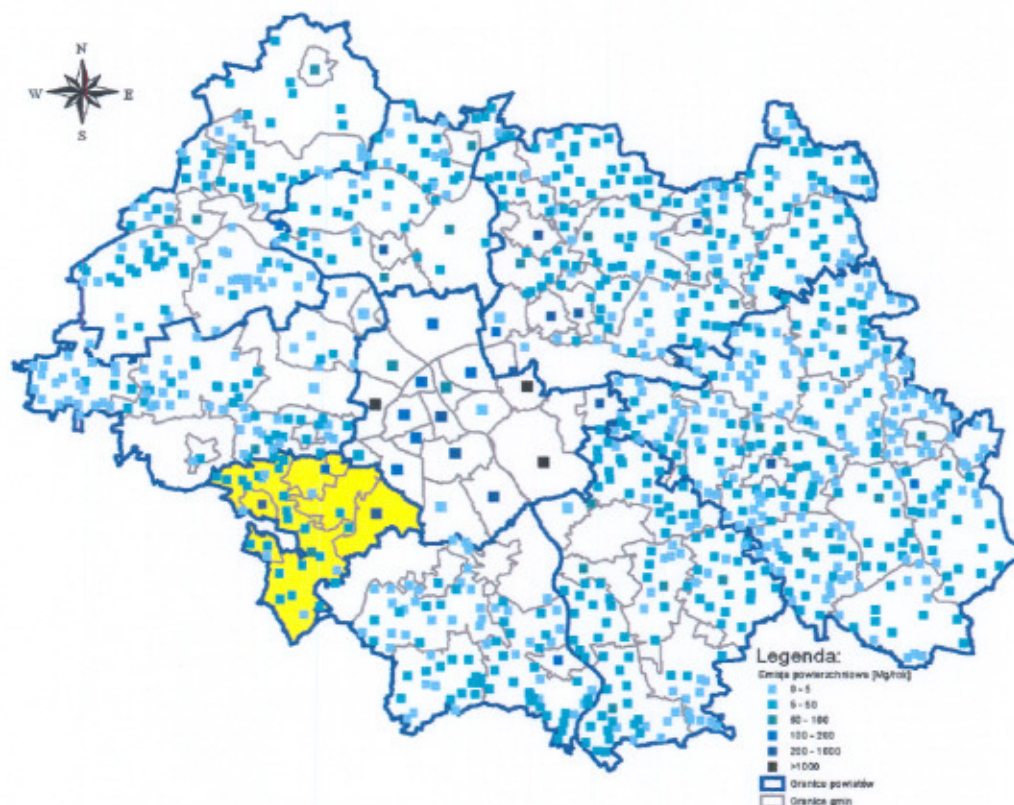 N
W E
S
Legenda:
Emisja powierzchniowa [Mg/rok]
0 - 5
5 - 50
50 - 100
100 - 200
200 - 1000
>1000
Granice powiatów
Granice gmin